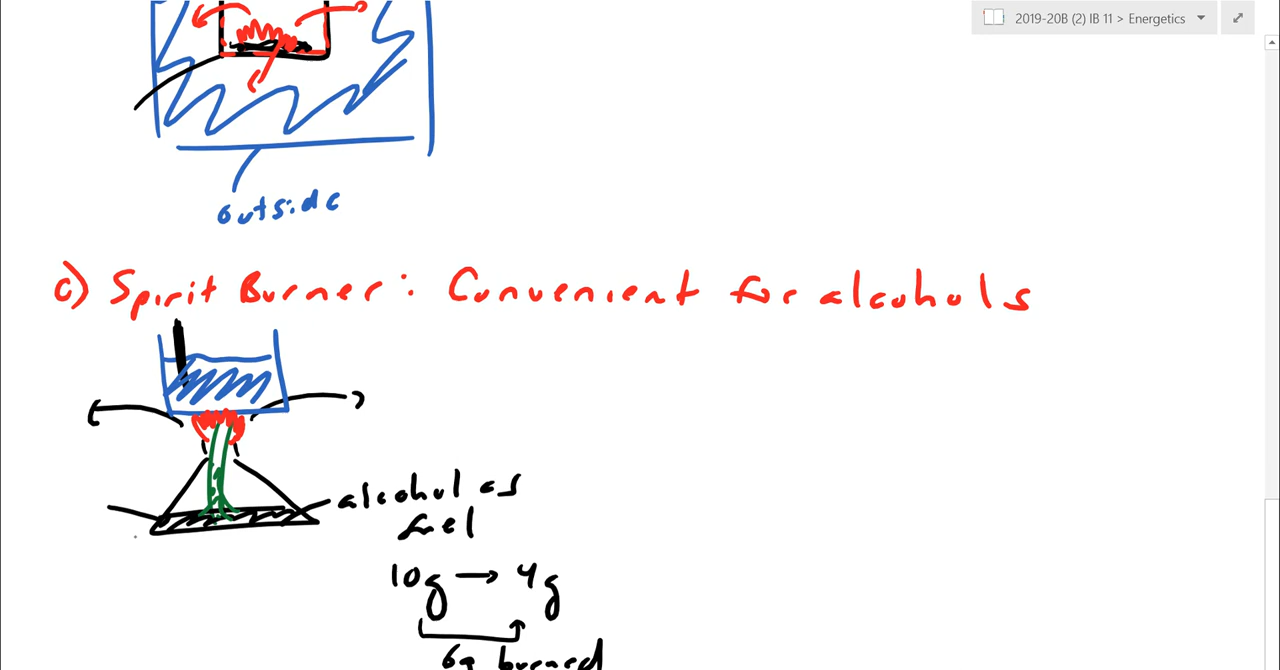 2019-20B (2) IB 11 > Energetics
outside
c) Spirit Burner: Convenient for alcohols
alcohol as
fuel
10g → 4g
6g burned